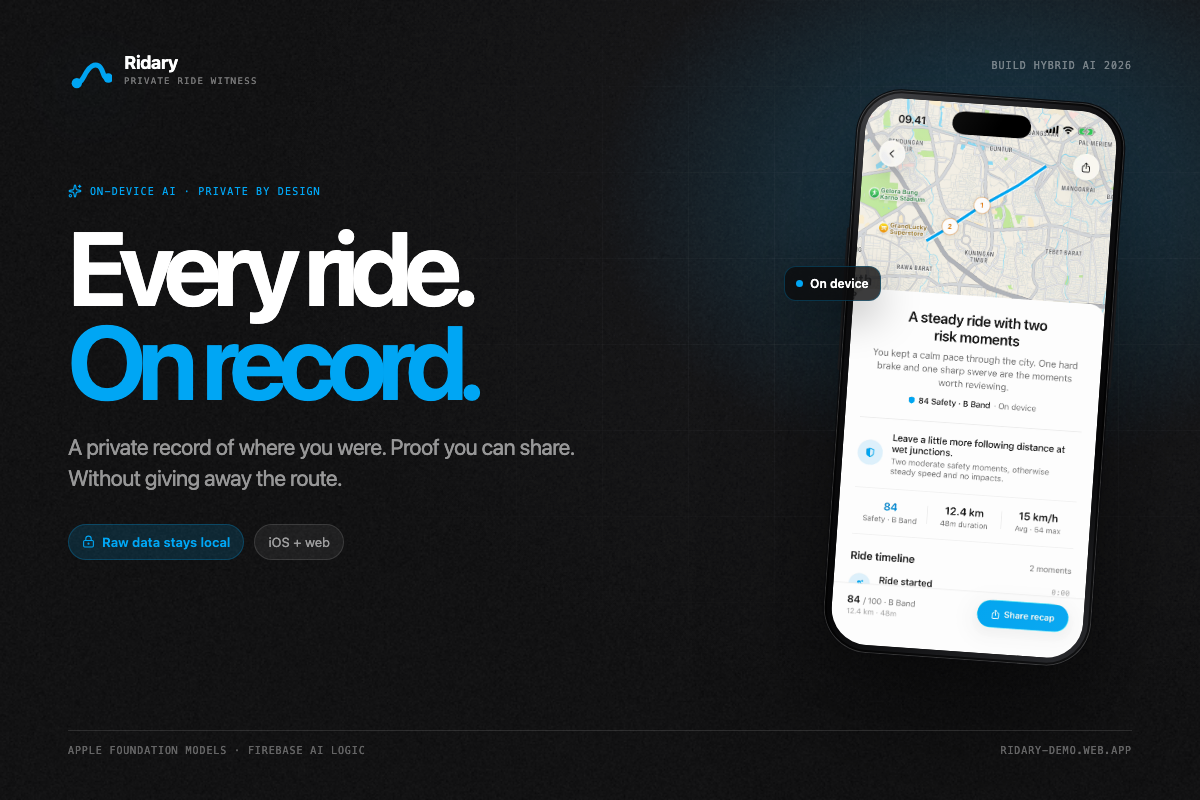 Ridary
PRIVATE RIDE WITNESS
BUILD HYBRID AI 2026
ON-DEVICE AI · PRIVATE BY DESIGN
Every ride.
On record.
A private record of where you were. Proof you can share.
Without giving away the route.
Raw data stays local
iOS + web
On device
09.41
GUNTUR
PAL MERIEM
MANGGARAI
Gelora Bung
Karno Stadium
GrandLucky
Superstore
1
2
KUNINGAN
TIMUR
TEBET BARAT
RAWA BARAT
A steady ride with two
risk moments
You kept a calm pace through the city. One hard
brake and one sharp swerve are the moments
worth reviewing.
84 Safety · B Band · On device
Leave a little more following distance at
wet junctions.
Two moderate safety moments, otherwise
steady speed and no impacts.
84
Safety · B Band
12.4 km
48m duration
15 km/h
Avg · 54 max
Ride timeline
2 moments
Ride started
0:00
84 / 100 · B Band
12.4 km · 48m
Share recap
APPLE FOUNDATION MODELS · FIREBASE AI LOGIC
RIDARY-DEMO.WEB.APP